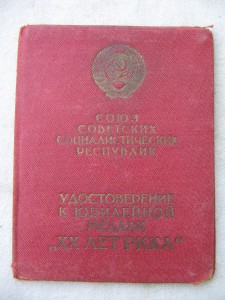 СОЮЗ
СОВЕТСКИХ
СОЦИАЛИСТИЧЕСКИХ
РЕСПУБЛИК
УДОСТОВЕРЕНИЕ
К ЮБИЛЕЙНОЙ
МЕДАЛИ
„XX ЛЕТ РККА"